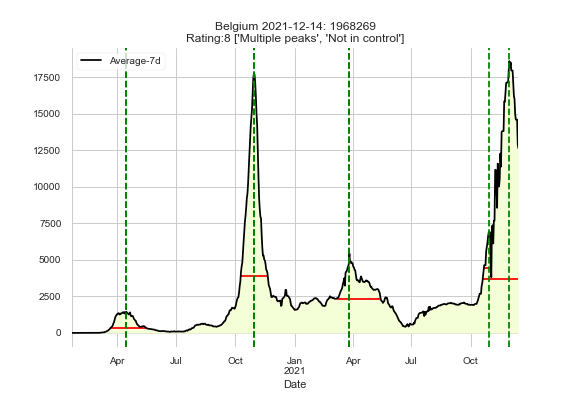 Belgium 2021-12-14: 1968269
Rating:8 ['Multiple peaks', 'Not in control']
Average-7d
17500
15000
12500
10000
7500
5000
2500
0
Apr Jul Oct Jan Apr Jul Oct
2021
Date